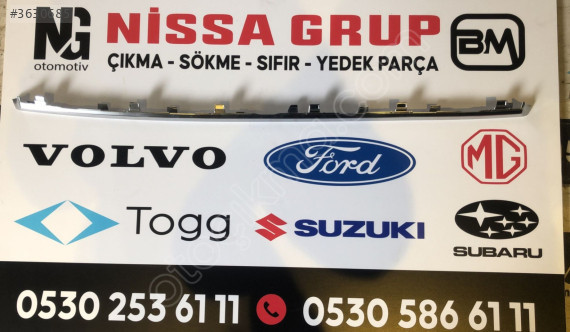 NG
otomotiv
NİSSA GRUP
ÇIKMA - SÖKME - SIFIR - YEDEK PARÇA
BM
VOLVO
Ford
MG
Togg
SUZUKI
SUBARU
0530 253 61 11
0530 586 61 11